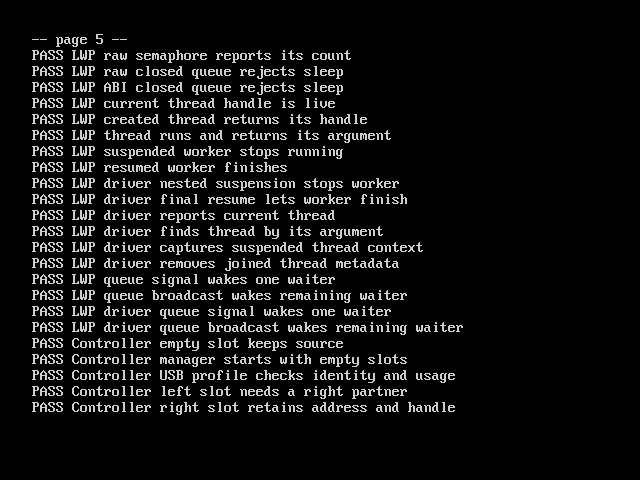 -- page 5 --
PASS LWP raw semaphore reports its count
PASS LWP raw closed queue rejects sleep
PASS LWP ABI closed queue rejects sleep
PASS LWP current thread handle is live
PASS LWP created thread returns its handle
PASS LWP thread runs and returns its argument
PASS LWP suspended worker stops running
PASS LWP resumed worker finishes
PASS LWP driver nested suspension stops worker
PASS LWP driver final resume lets worker finish
PASS LWP driver reports current thread
PASS LWP driver finds thread by its argument
PASS LWP driver captures suspended thread context
PASS LWP driver removes joined thread metadata
PASS LWP queue signal wakes one waiter
PASS LWP queue broadcast wakes remaining waiter
PASS LWP driver queue signal wakes one waiter
PASS LWP driver queue broadcast wakes remaining waiter
PASS Controller empty slot keeps source
PASS Controller manager starts with empty slots
PASS Controller USB profile checks identity and usage
PASS Controller left slot needs a right partner
PASS Controller right slot retains address and handle